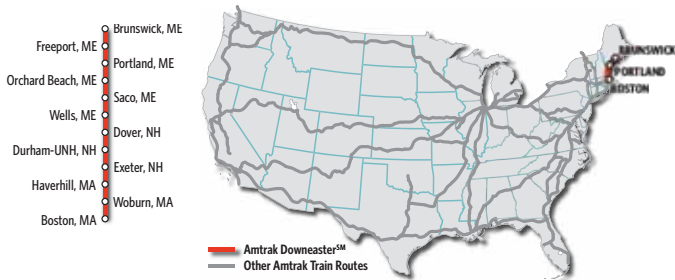 Brunswick, ME
Freeport, ME
Portland, ME
Orchard Beach, ME
Saco, ME
Wells, ME
Dover, NH
Durham-UNH, NH
Exeter, NH
Haverhill, MA
Woburn, MA
Boston, MA
BRUNSWICK
PORTLAND
BOSTON
Amtrak Downeaster℠
Other Amtrak Train Routes